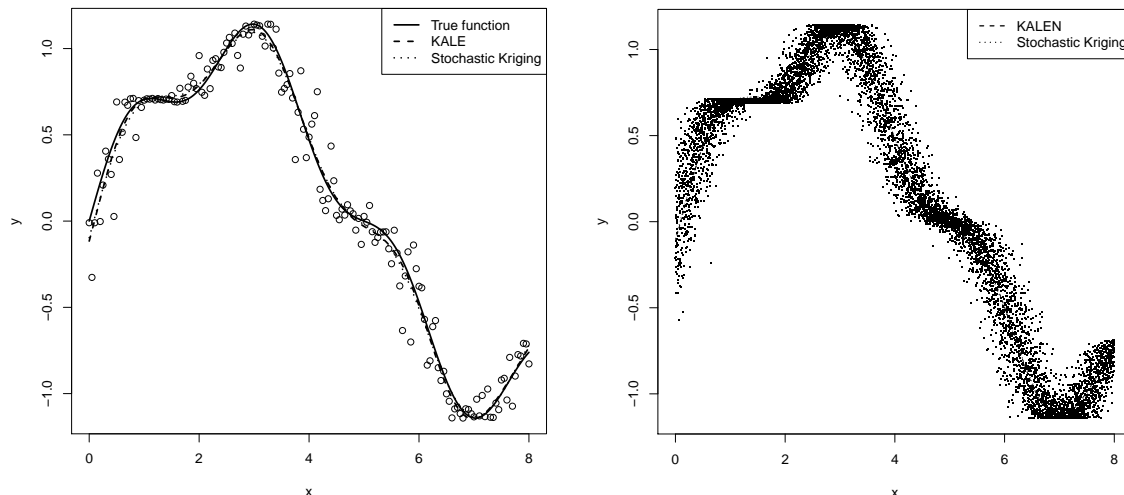 True function
KALE
Stochastic Kriging
1.0
0.5
0.0
−0.5
−1.0
y
0 2 4 6 8
x
KALEN
Stochastic Kriging
1.0
0.5
0.0
−0.5
−1.0
y
0 2 4 6 8
x